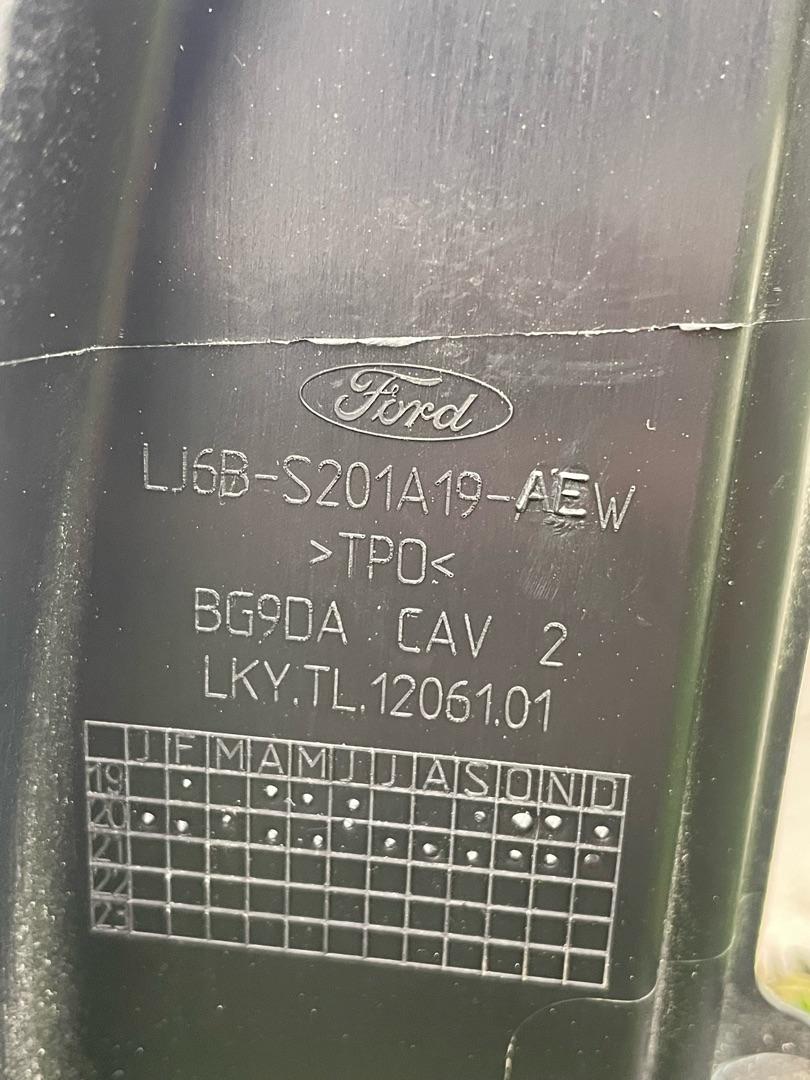 Ford
LJ6B-S201A19-AEW
>TPO<
BG9DA CAV 2
LKY.TL.12061.01
J F M A M J J A S O N D
19
20
21
22
23